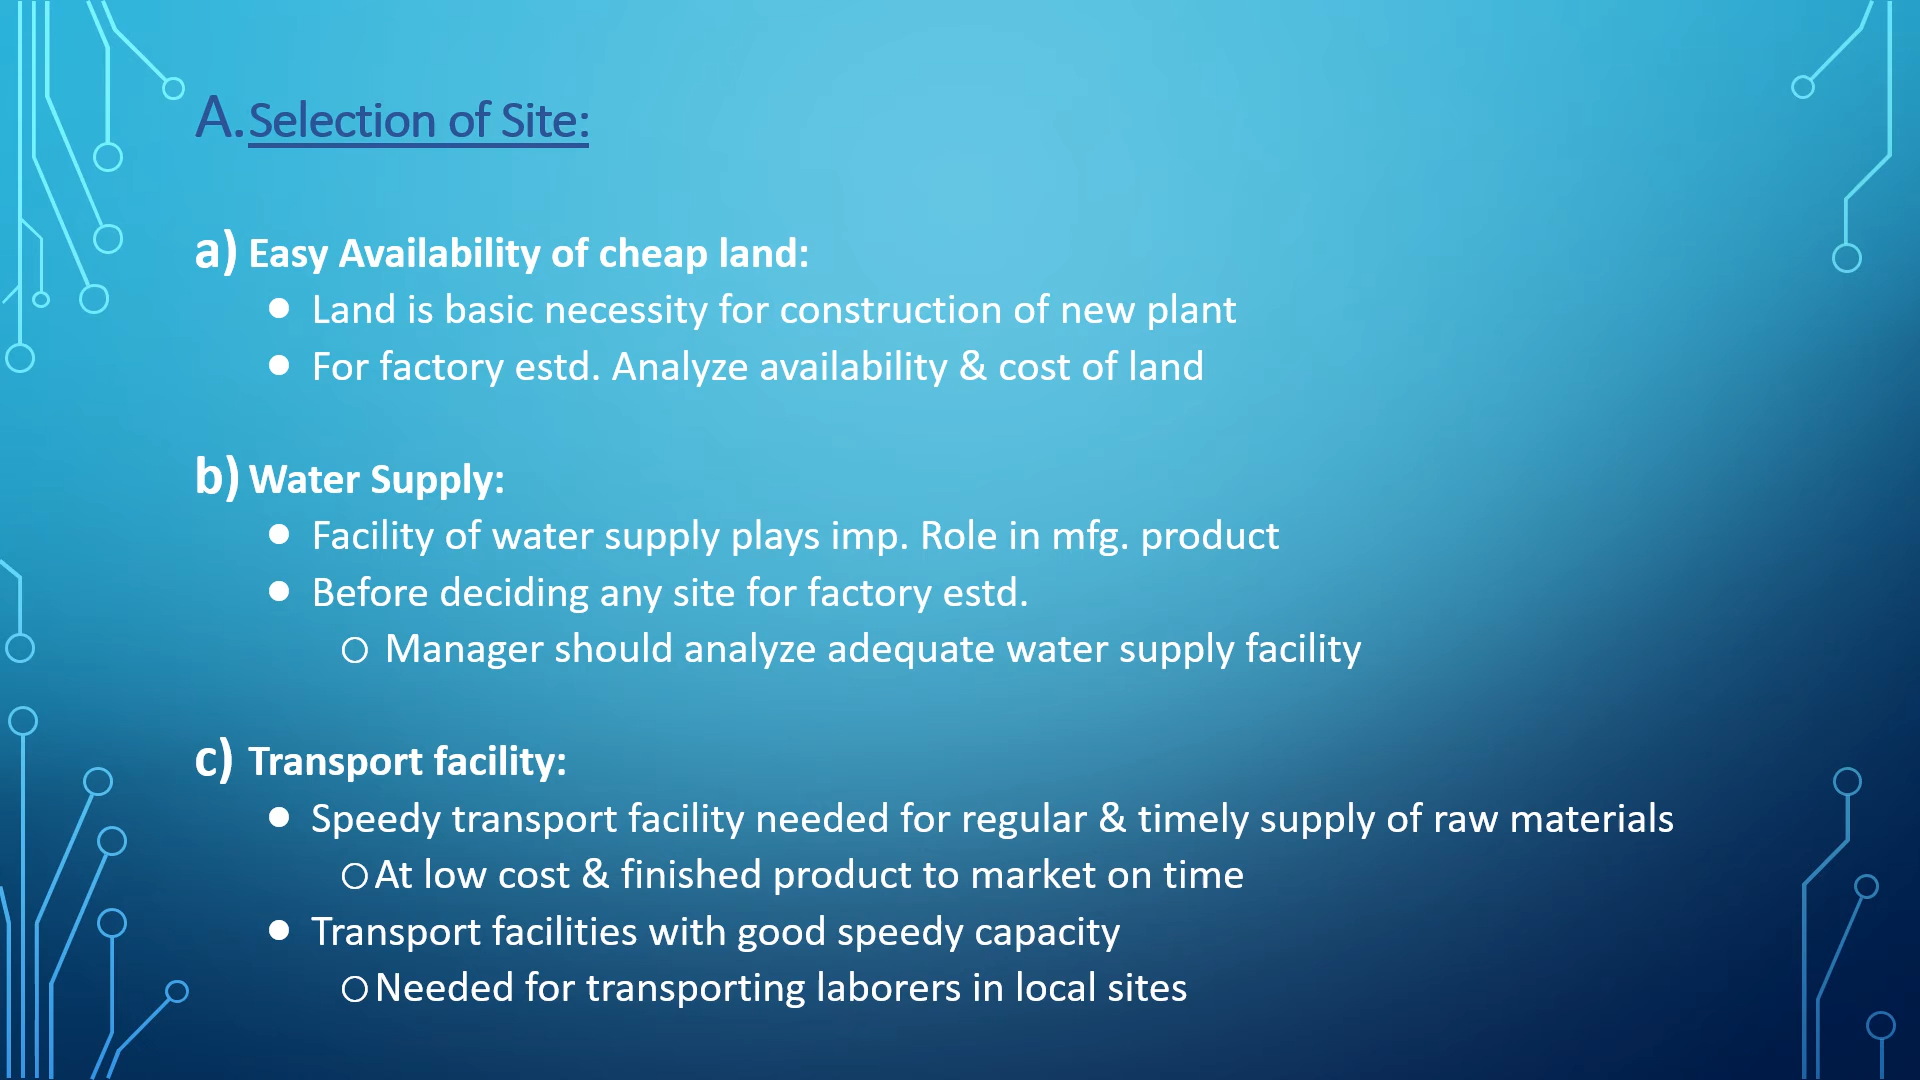 A. Selection of Site:
a) Easy Availability of cheap land:
● Land is basic necessity for construction of new plant
● For factory estd. Analyze availability & cost of land
b) Water Supply:
● Facility of water supply plays imp. Role in mfg. product
● Before deciding any site for factory estd.
○ Manager should analyze adequate water supply facility
c) Transport facility:
● Speedy transport facility needed for regular & timely supply of raw materials
○ At low cost & finished product to market on time
● Transport facilities with good speedy capacity
○ Needed for transporting laborers in local sites